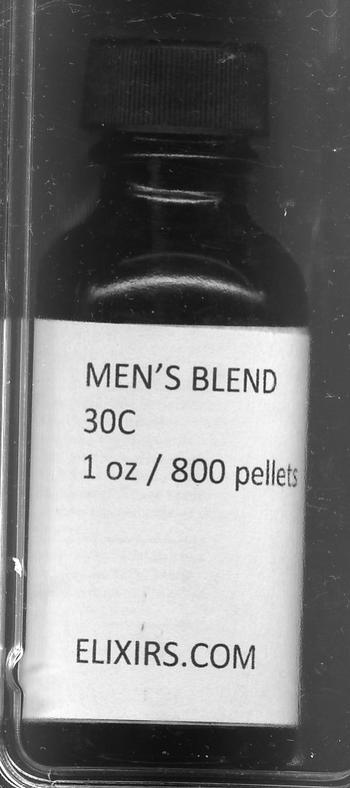 MEN'S BLEND
30C
1 oz / 800 pellets
ELIXIRS.COM